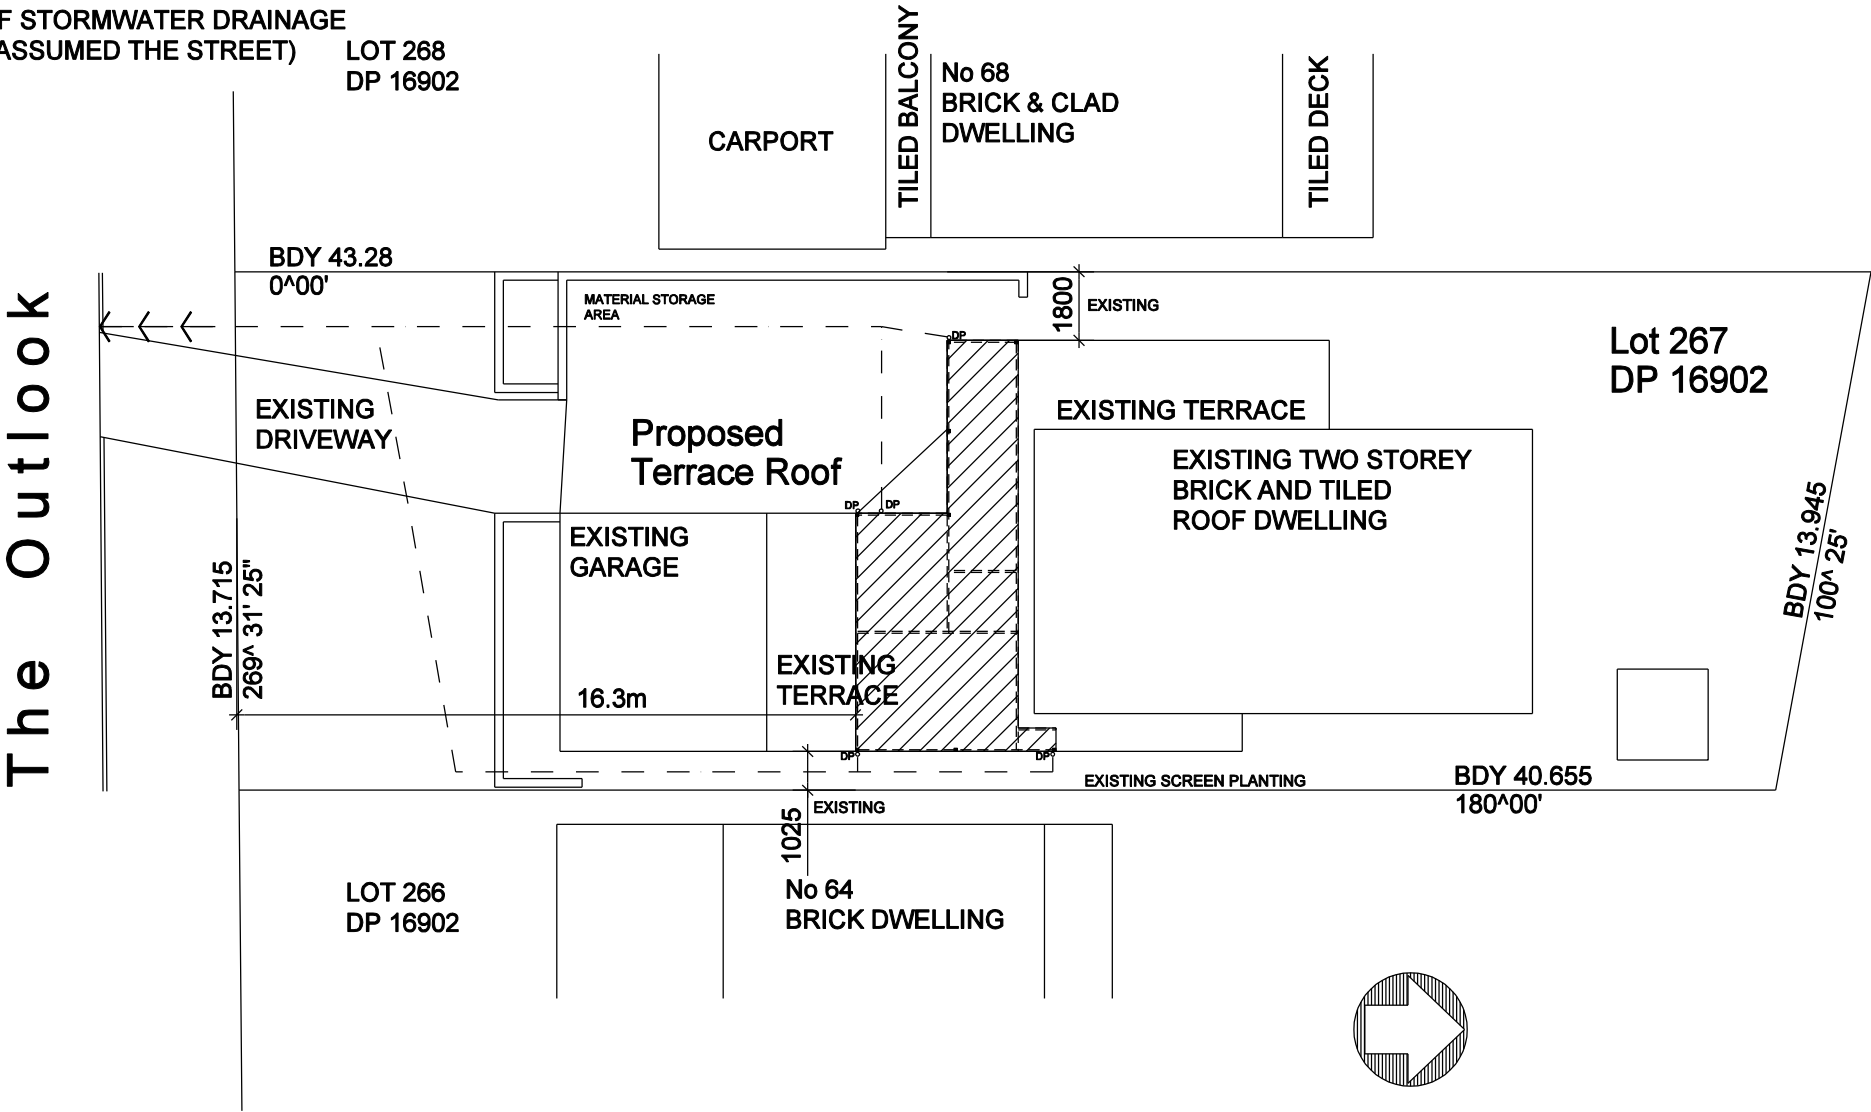 F STORMWATER DRAINAGE
ASSUMED THE STREET)
LOT 268
DP 16902
CARPORT
TILED BALCONY
No 68
BRICK & CLAD
DWELLING
TILED DECK
BDY 43.28
0^00'
MATERIAL STORAGE
AREA
1800
EXISTING
DP
Lot 267
DP 16902
The Outlook
EXISTING
DRIVEWAY
Proposed
Terrace Roof
EXISTING TERRACE
EXISTING TWO STOREY
BRICK AND TILED
ROOF DWELLING
DP
DP
EXISTING
GARAGE
BDY 13.715
269^ 31' 25"
BDY 13.945
100^ 25'
EXISTING
TERRACE
16.3m
DP
DP
EXISTING SCREEN PLANTING
BDY 40.655
180^00'
EXISTING
1025
LOT 266
DP 16902
No 64
BRICK DWELLING